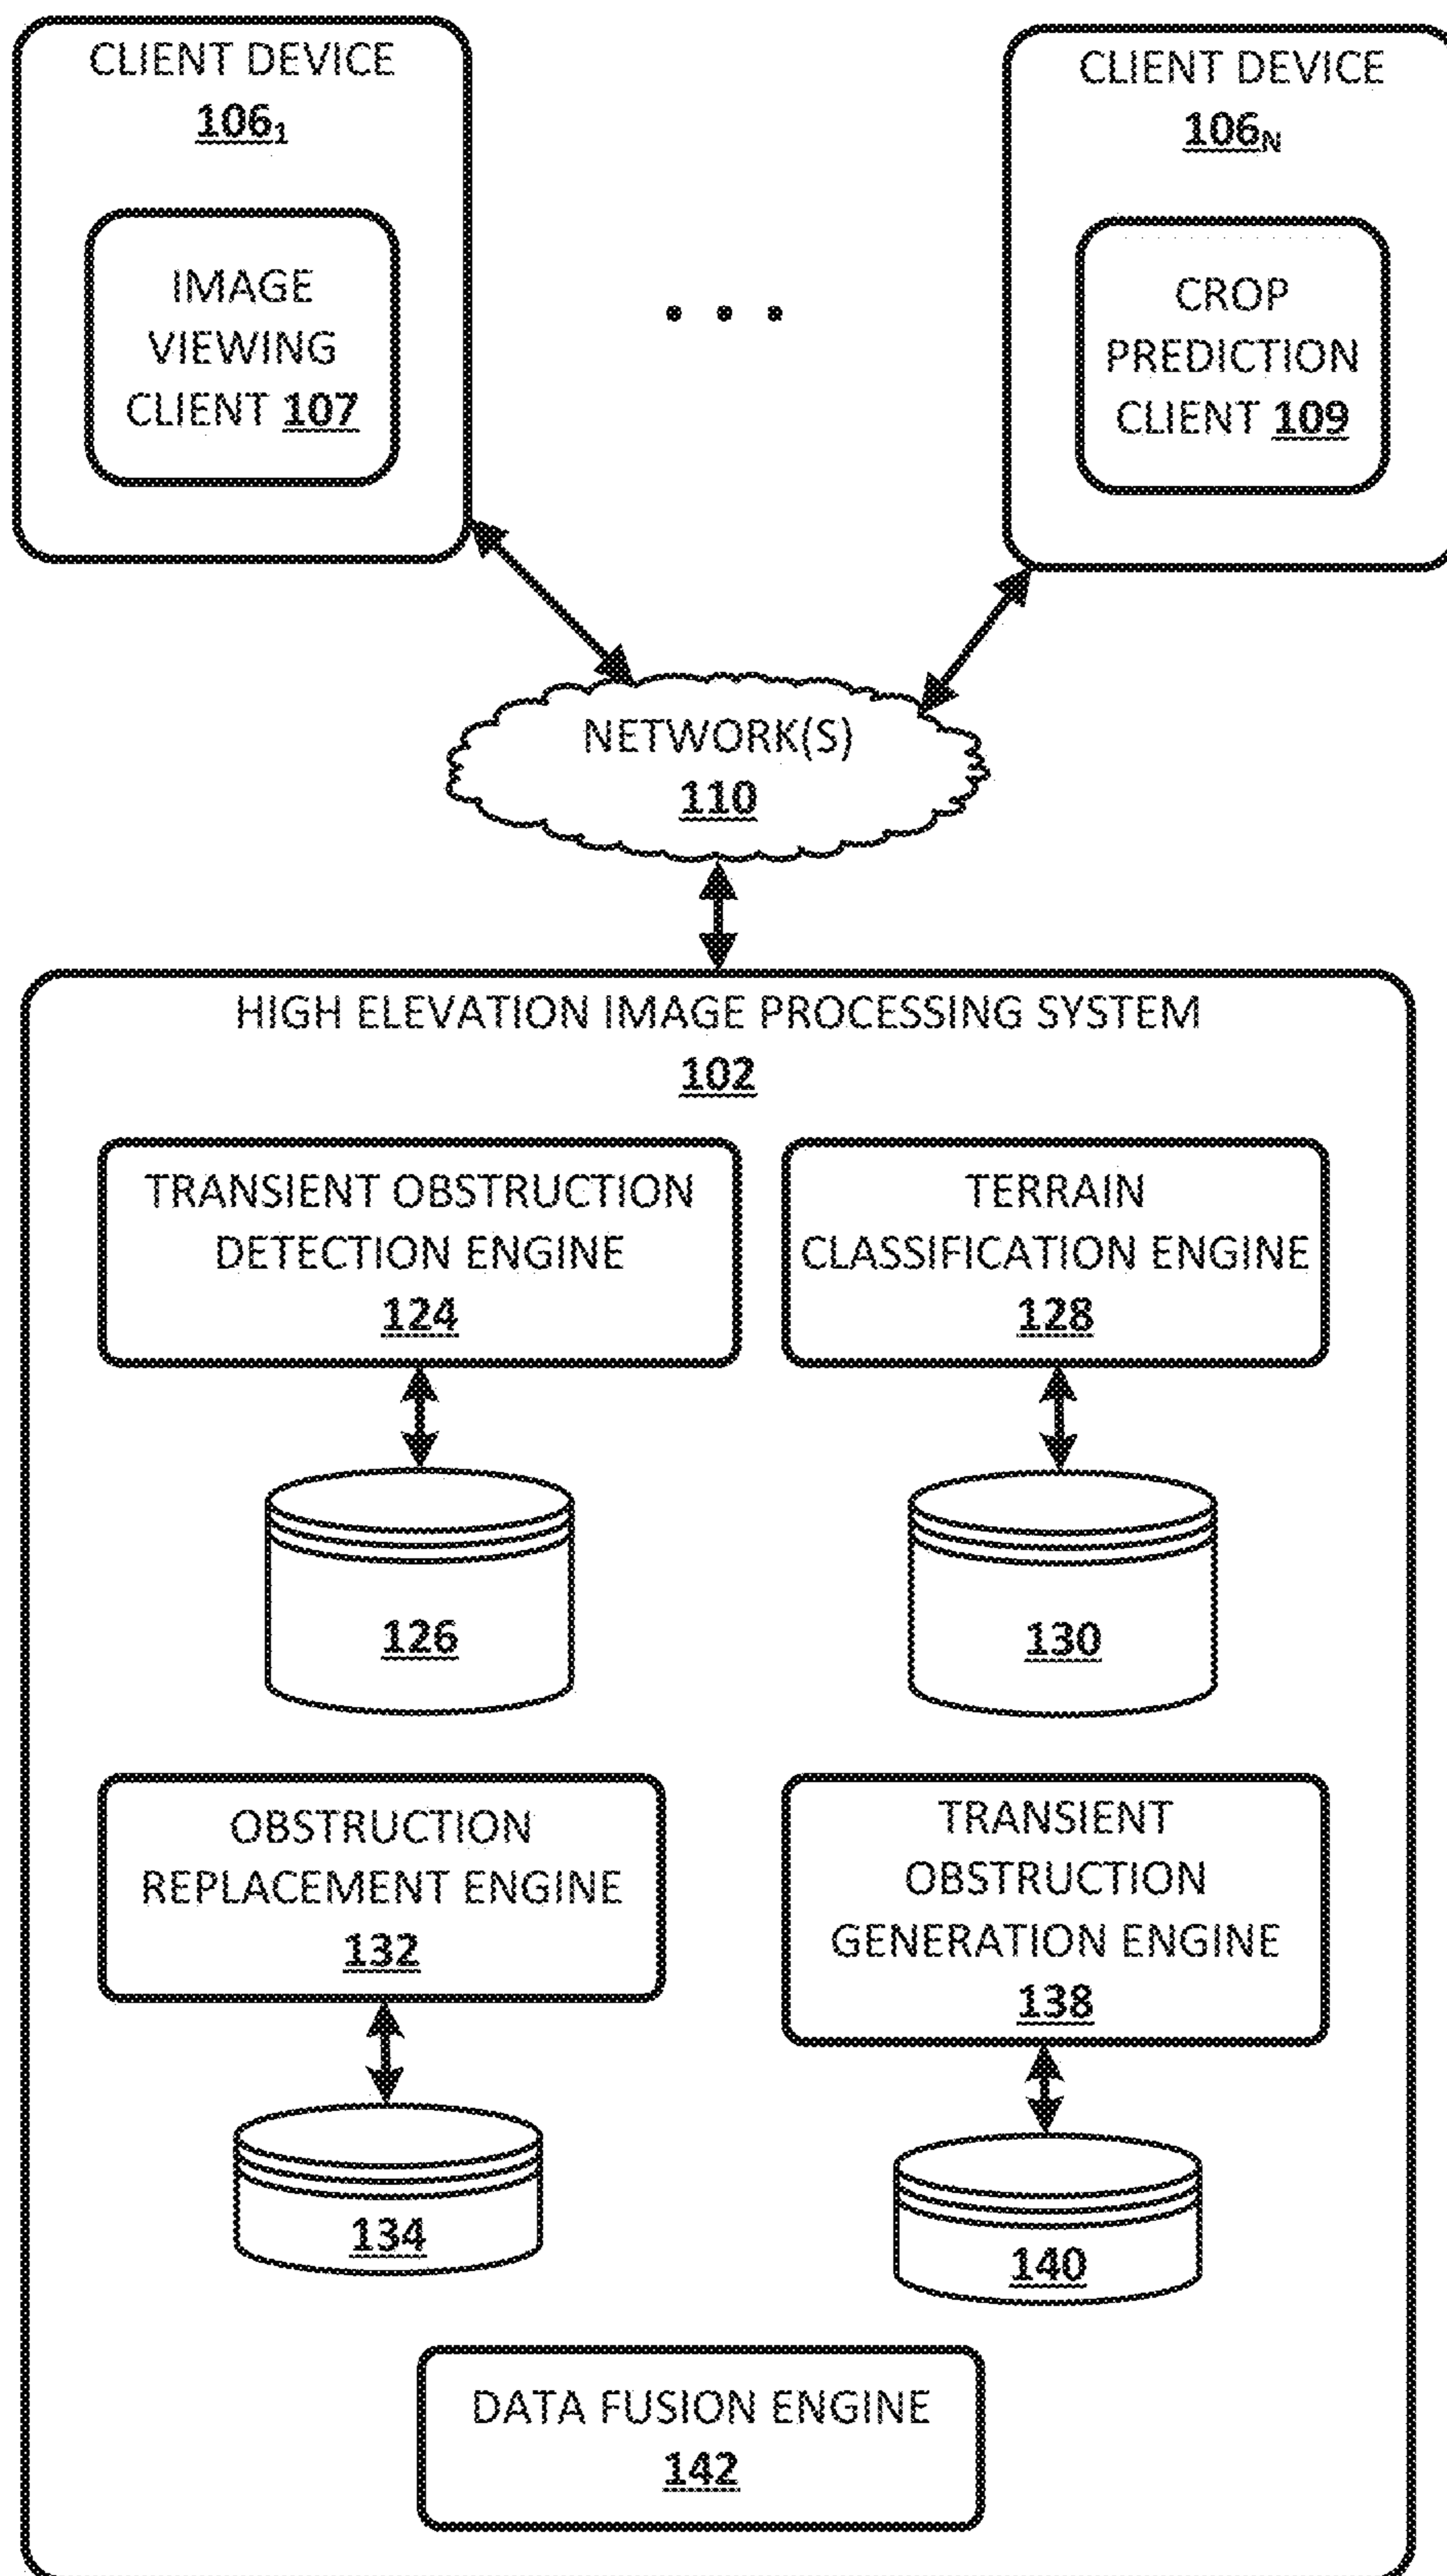 CLIENT DEVICE
106₁
IMAGE
VIEWING
CLIENT 107
. . .
CLIENT DEVICE
106ₙ
CROP
PREDICTION
CLIENT 109
NETWORK(S)
110
HIGH ELEVATION IMAGE PROCESSING SYSTEM
102
TRANSIENT OBSTRUCTION
DETECTION ENGINE
124
TERRAIN
CLASSIFICATION ENGINE
128
126
130
OBSTRUCTION
REPLACEMENT ENGINE
132
TRANSIENT
OBSTRUCTION
GENERATION ENGINE
138
134
140
DATA FUSION ENGINE
142